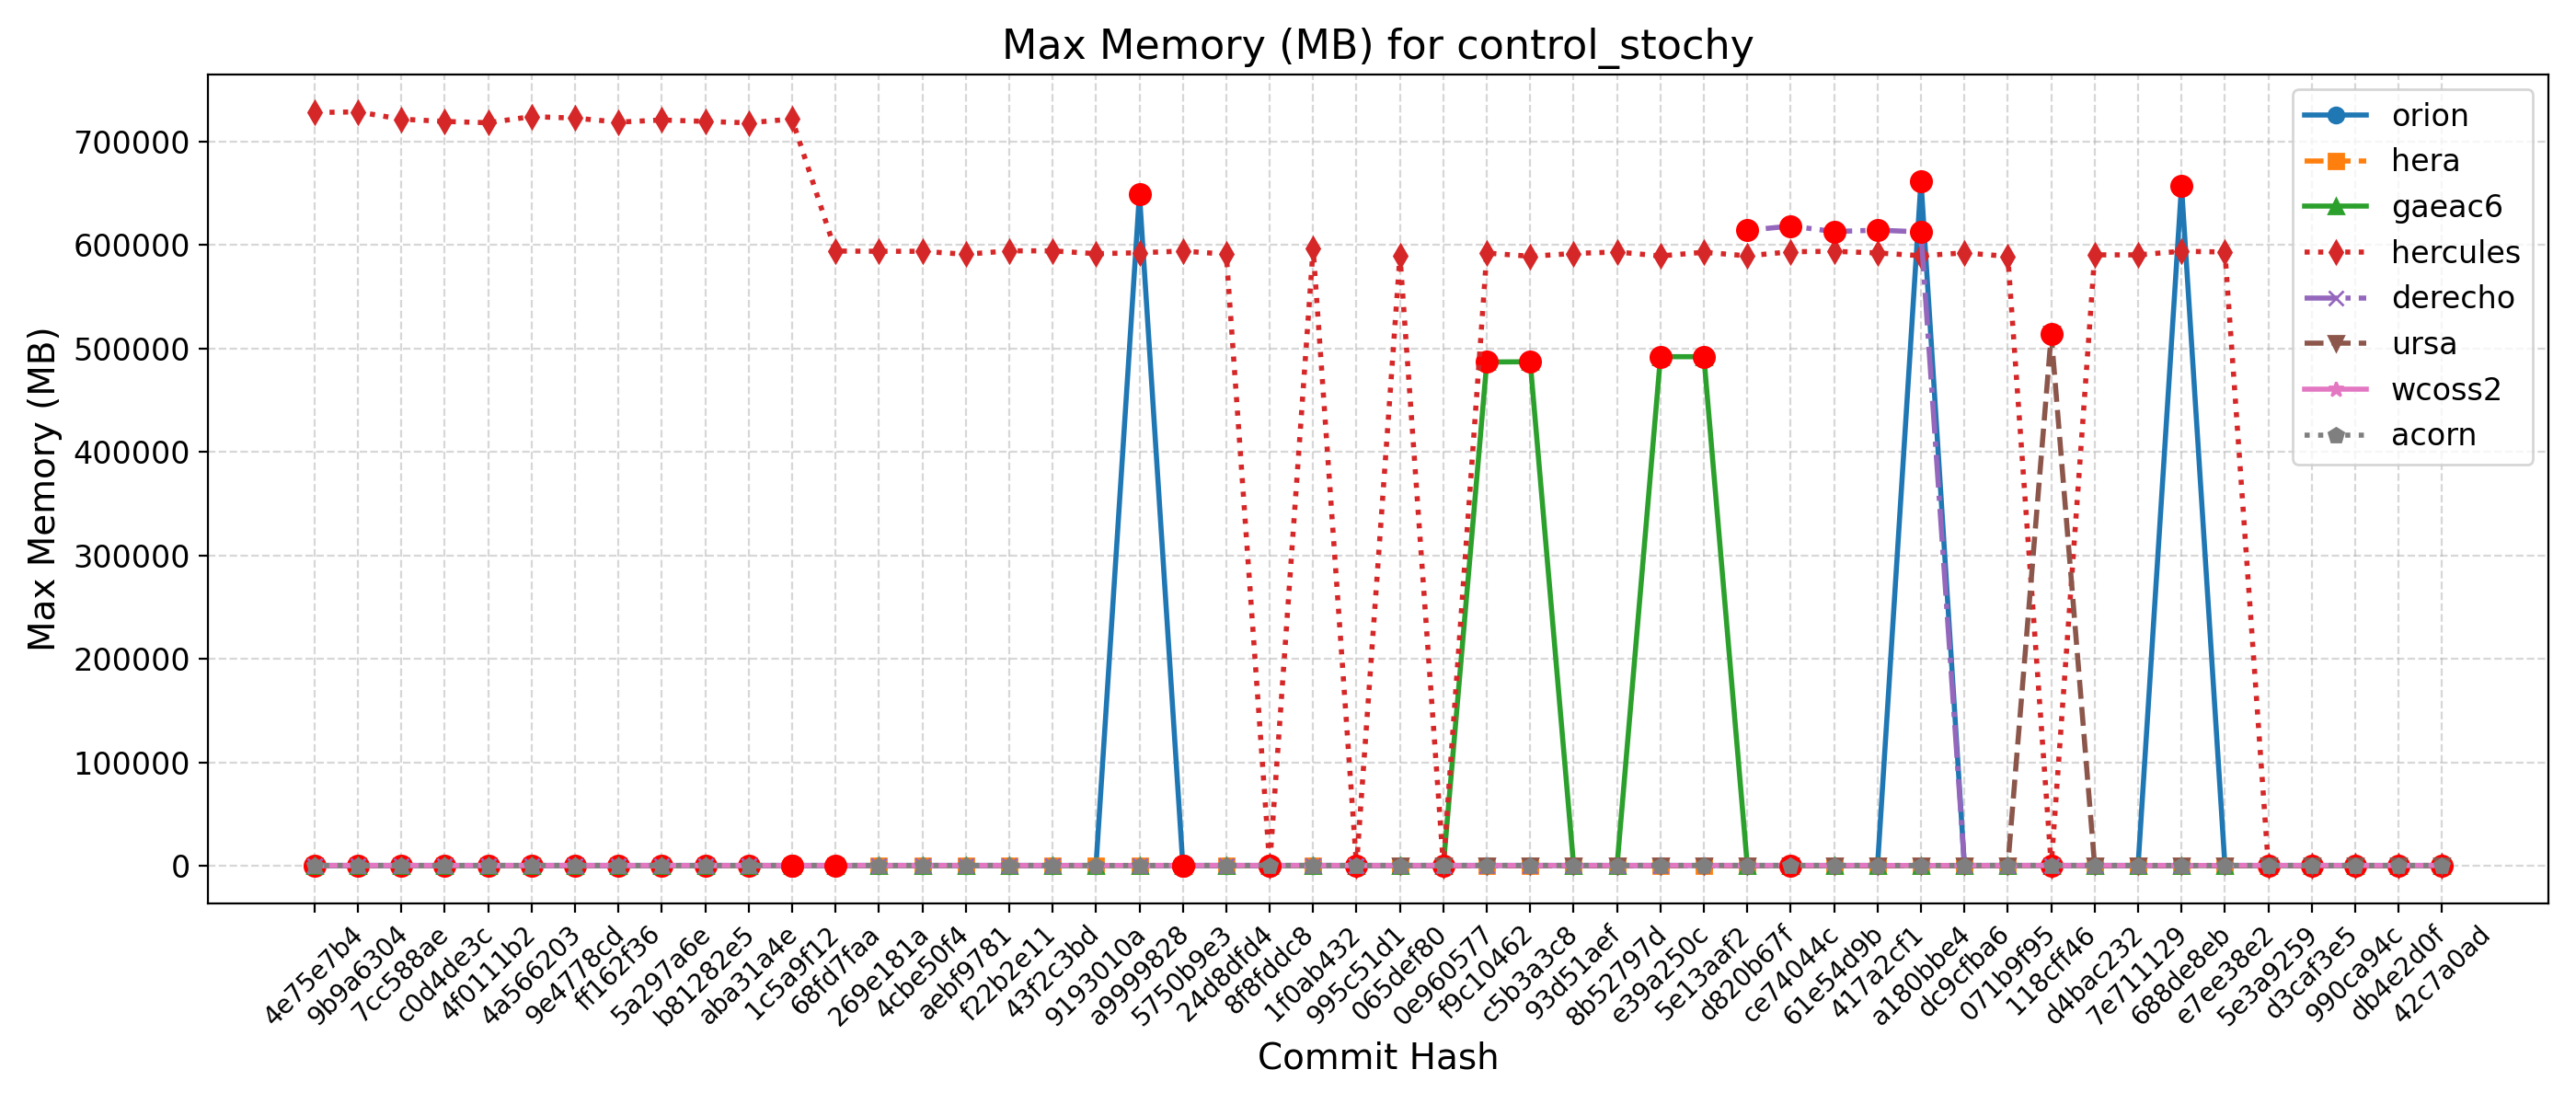 Max Memory (MB) for control_stochy
Max Memory (MB)
700000
600000
500000
400000
300000
200000
100000
0
orion
hera
gaeac6
hercules
derecho
ursa
wcoss2
acorn
4e75e7b4
9b9a6304
7cc588ae
c0d4de3c
4f0111b2
4a566203
9e4778cd
ff162f36
5a297a6e
b81282e5
aba31a4e
1c5a9f12
68fd7faa
269e181a
4cbe50f4
aebf9781
f22b2e11
43f2c3bd
9193010a
a9999828
5750b9e3
24d8dfd4
8f8fddc8
1f0ab432
995c51d1
065def80
0e960577
f9c10462
c5b3a3c8
93d51aef
8b52797d
e39a250c
5e13aaf2
d820b67f
ce74044c
61e54d9b
417a2cf1
a180bbe4
dc9cfba6
071b9f95
118cff46
d4bac232
7e711129
688de8eb
e7ee38e2
5e3a9259
d3caf3e5
990ca94c
db4e2d0f
42c7a0ad
Commit Hash